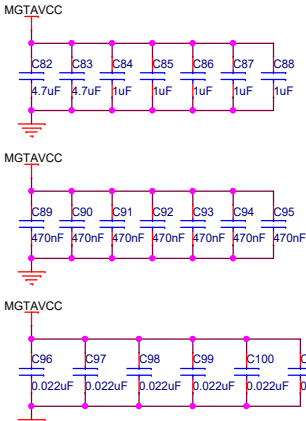 MGTAVCC
C82 C83 C84 C85 C86 C87 C88
4.7uF 4.7uF 1uF 1uF 1uF 1uF 1uF
MGTAVCC
C89 C90 C91 C92 C93 C94 C95
470nF 470nF 470nF 470nF 470nF 470nF 470nF
MGTAVCC
C96 C97 C98 C99 C100
0.022uF 0.022uF 0.022uF 0.022uF 0.022uF